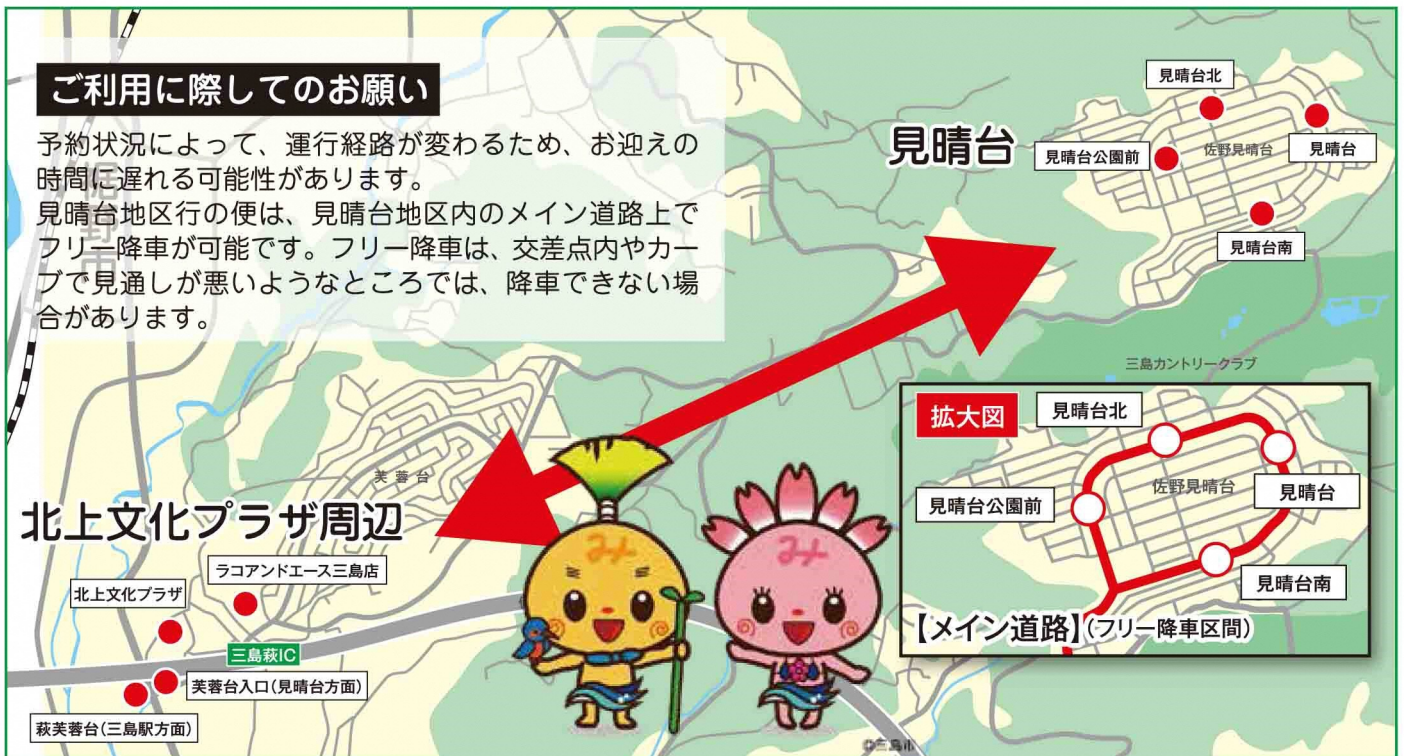 ご利用に際してのお願い
予約状況によって、運行経路が変わるため、お迎えの
時間に遅れる可能性があります。
見晴台地区行の便は、見晴台地区内のメイン道路上で
フリー降車が可能です。フリー降車は、交差点内やカー
ブで見通しが悪いようなところでは、降車できない場
合があります。
裾野市
見晴台
見晴台北
見晴台公園前
佐野見晴台
見晴台
見晴台南
三島カントリークラブ
拡大図
見晴台北
見晴台公園前
佐野見晴台
見晴台
見晴台南
【メイン道路】(フリー降車区間)
芙蓉台
北上文化プラザ周辺
ラコアンドエース三島店
北上文化プラザ
三島萩IC
芙蓉台入口(見晴台方面)
萩芙蓉台(三島駅方面)
みー
みー
©三島市